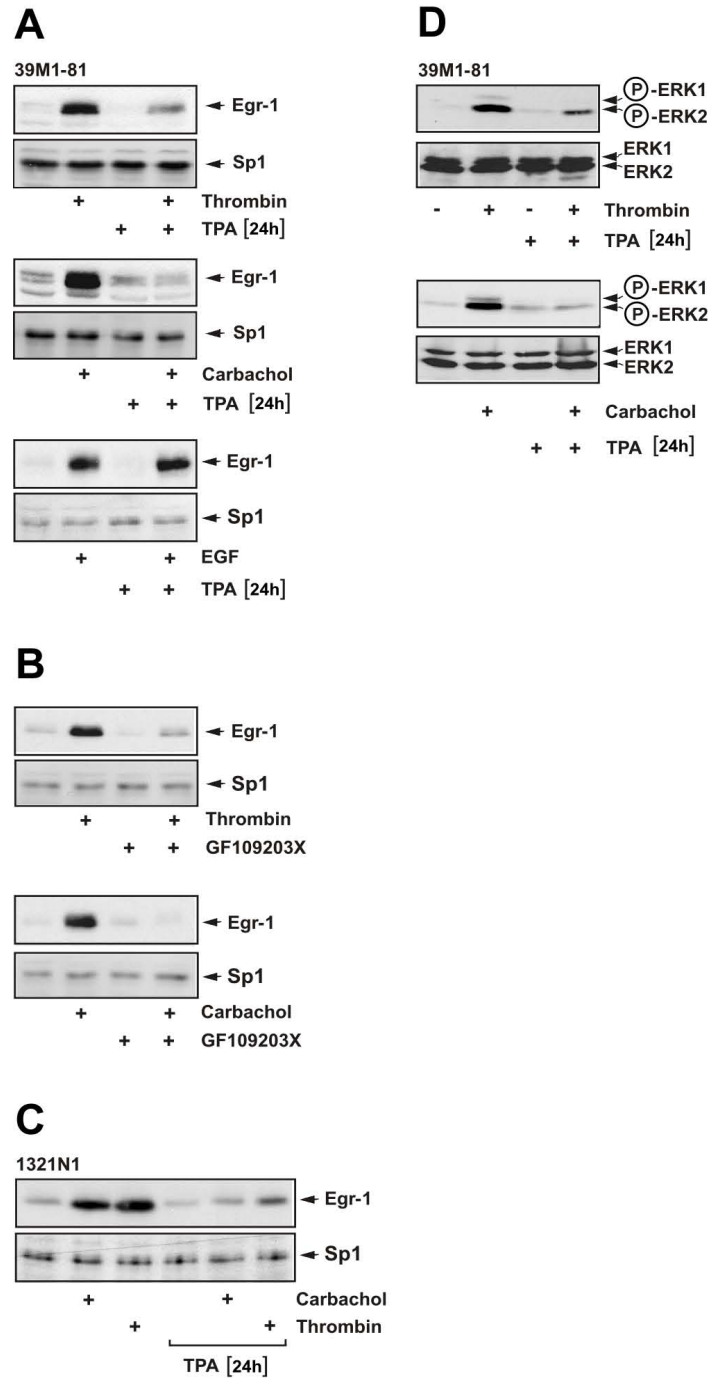 A
39M1-81
Egr-1
Sp1
+ + Thrombin
+ + TPA [24h]
Egr-1
Sp1
+ + Carbachol
+ + TPA [24h]
Egr-1
Sp1
+ + EGF
+ + TPA [24h]
B
Egr-1
Sp1
+ + Thrombin
+ + GF109203X
Egr-1
Sp1
+ + Carbachol
+ + GF109203X
C
1321N1
Egr-1
Sp1
+ + Carbachol
+ + Thrombin
TPA [24h]
D
39M1-81
P-ERK1
P-ERK2
ERK1
ERK2
- + - + Thrombin
+ + TPA [24h]
P-ERK1
P-ERK2
ERK1
ERK2
+ + Carbachol
+ + TPA [24h]